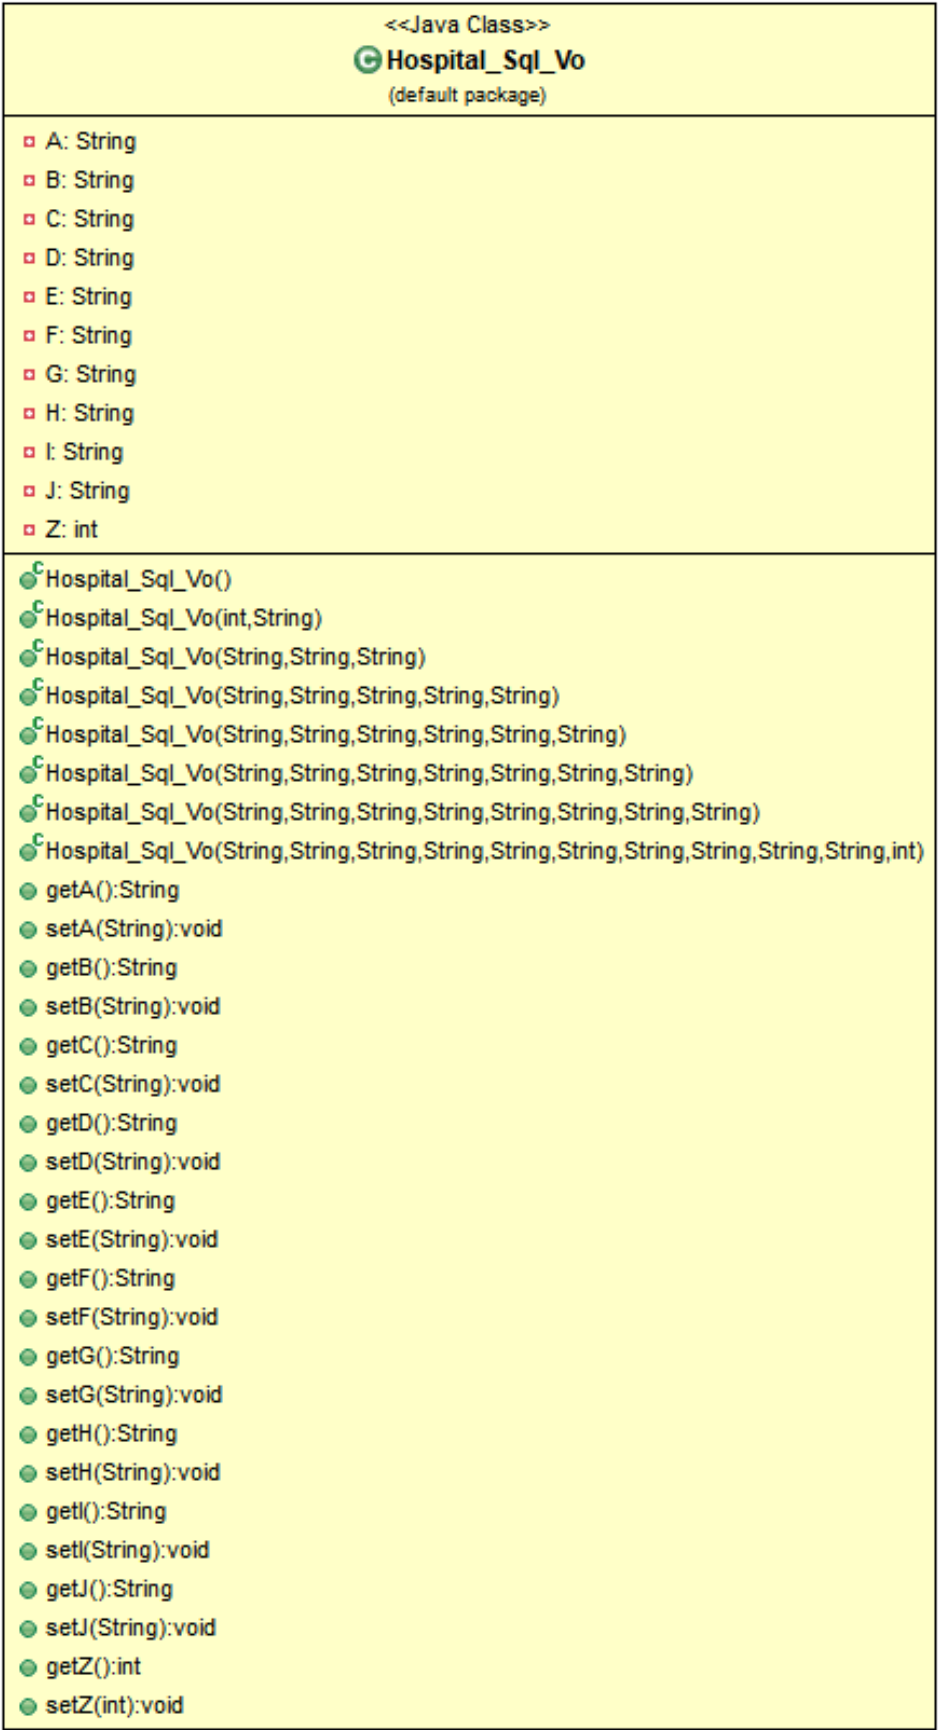 <<Java Class>>
Hospital_Sql_Vo
(default package)
A: String
B: String
C: String
D: String
E: String
F: String
G: String
H: String
I: String
J: String
Z: int
Hospital_Sql_Vo()
Hospital_Sql_Vo(int,String)
Hospital_Sql_Vo(String,String,String)
Hospital_Sql_Vo(String,String,String,String,String)
Hospital_Sql_Vo(String,String,String,String,String,String)
Hospital_Sql_Vo(String,String,String,String,String,String,String)
Hospital_Sql_Vo(String,String,String,String,String,String,String,String)
Hospital_Sql_Vo(String,String,String,String,String,String,String,String,String,String,int)
getA():String
setA(String):void
getB():String
setB(String):void
getC():String
setC(String):void
getD():String
setD(String):void
getE():String
setE(String):void
getF():String
setF(String):void
getG():String
setG(String):void
getH():String
setH(String):void
getI():String
setI(String):void
getJ():String
setJ(String):void
getZ():int
setZ(int):void